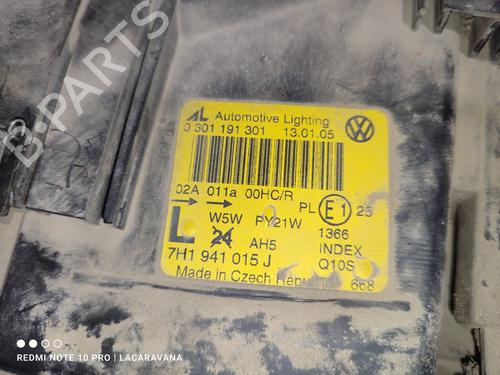 B-PARTS
AL Automotive Lighting
0 301 191 301 13.01.05
02A 011a 00HC/R PL E1 25
L W5W PY21W 1366
24 AH5 INDEX
7H1 941 015 J Q10S
Made in Czech Republic 668
REDMI NOTE 10 PRO | LACARAVANA